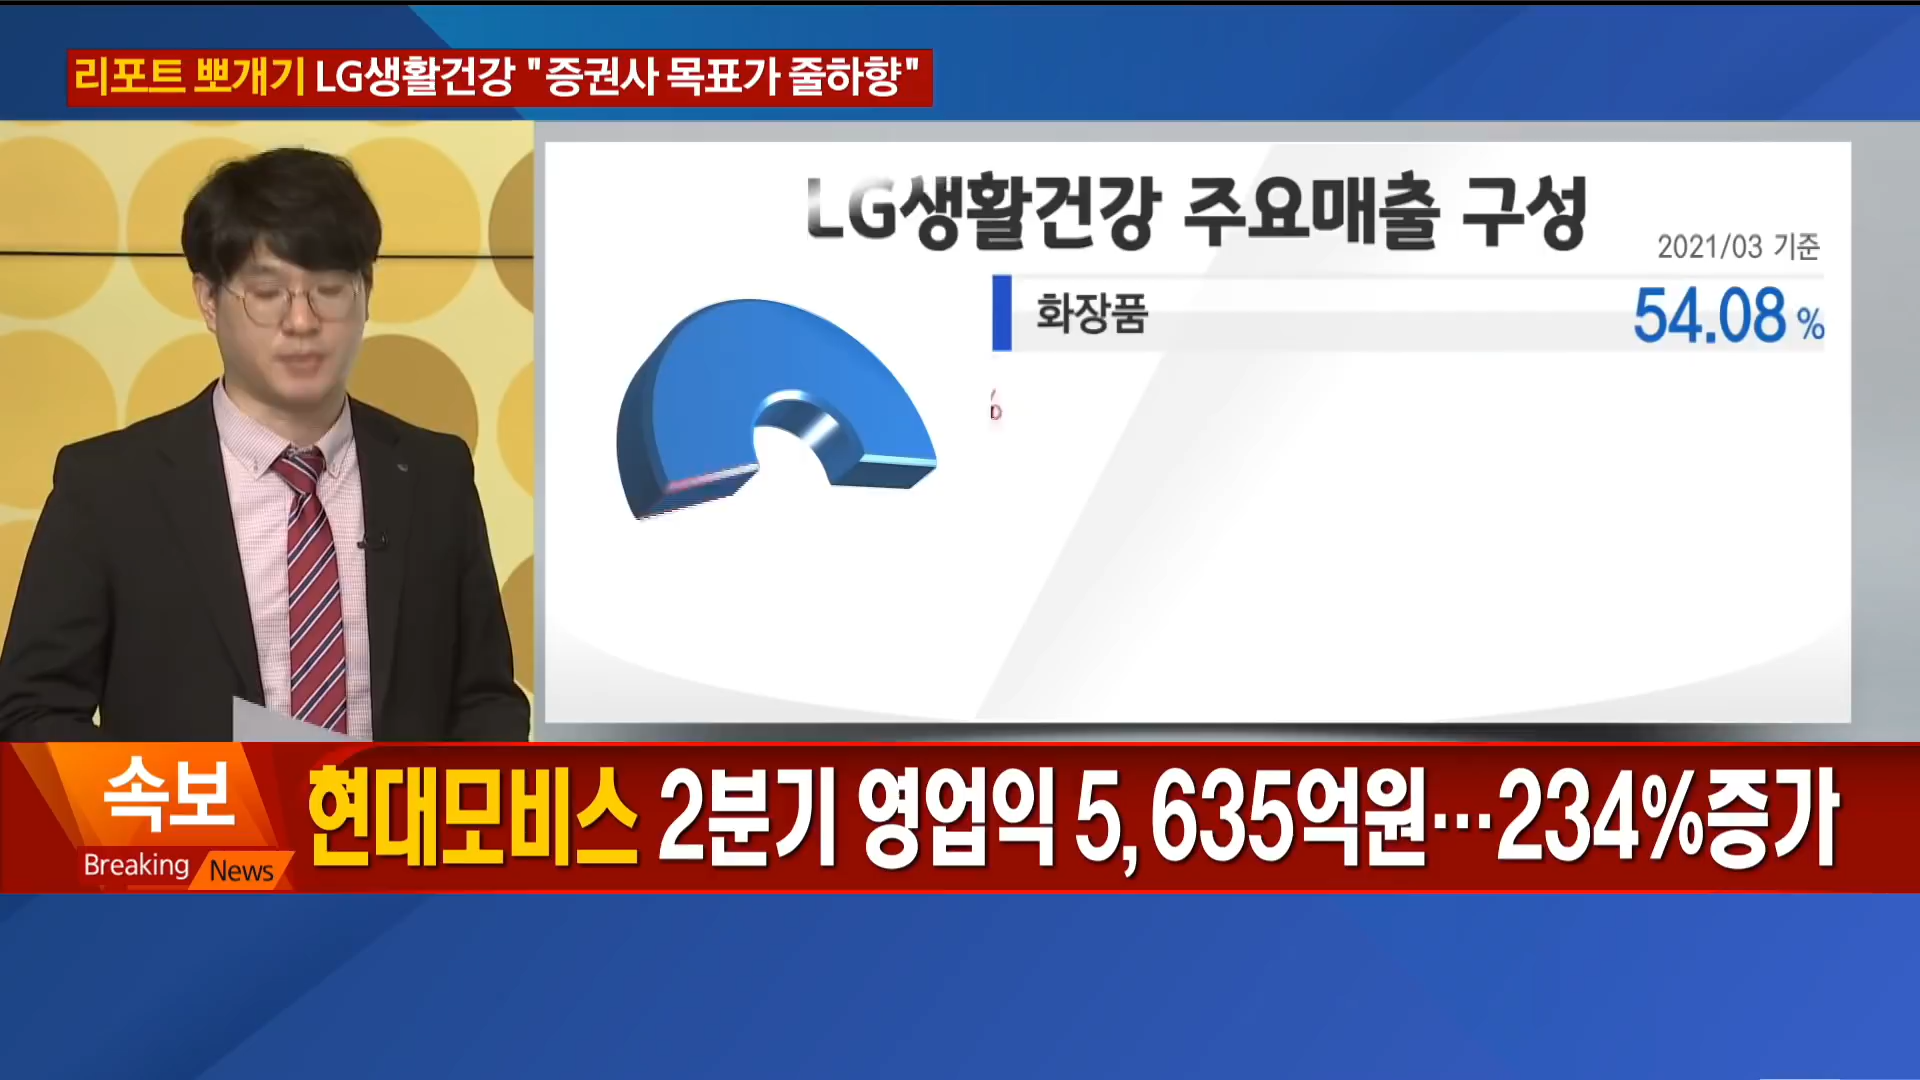 리포트 뽀개기 LG생활건강 "증권사 목표가 줄하향"
LG생활건강 주요매출 구성
2021/03 기준
화장품 54.08 %
속보
Breaking News
현대모비스 2분기 영업익 5,635억원…234%증가